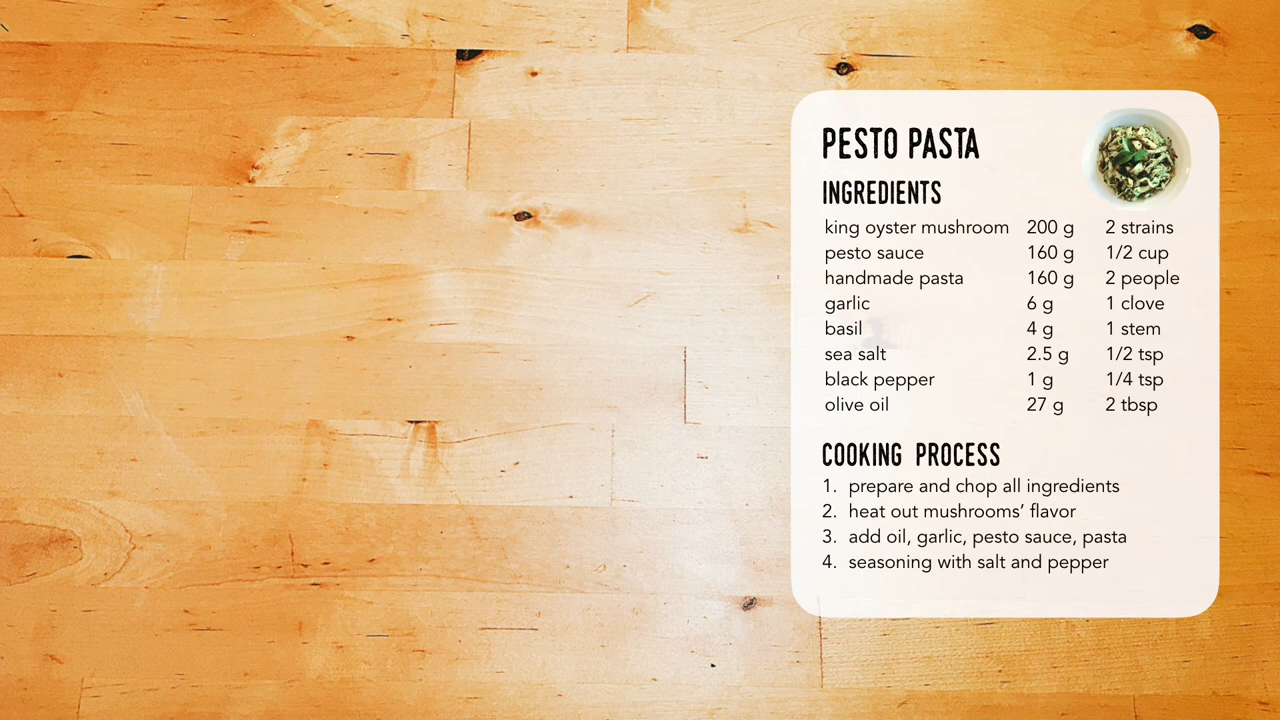 PESTO PASTA
INGREDIENTS
king oyster mushroom 200 g 2 strains
pesto sauce 160 g 1/2 cup
handmade pasta 160 g 2 people
garlic 6 g 1 clove
basil 4 g 1 stem
sea salt 2.5 g 1/2 tsp
black pepper 1 g 1/4 tsp
olive oil 27 g 2 tbsp
COOKING PROCESS
1. prepare and chop all ingredients
2. heat out mushrooms’ flavor
3. add oil, garlic, pesto sauce, pasta
4. seasoning with salt and pepper